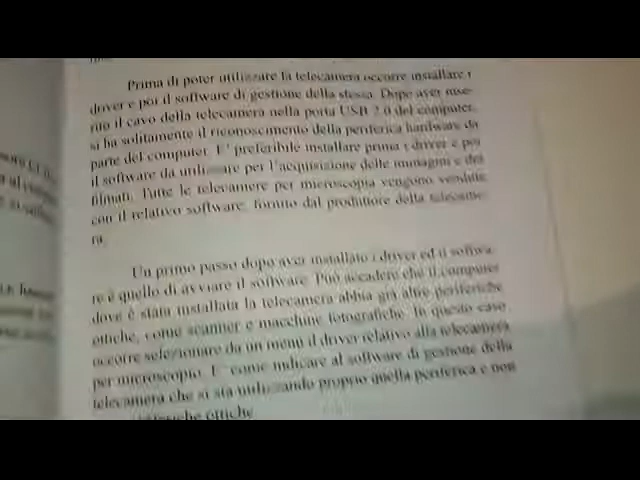 Prima di poter utilizzare la telecamera occorre installare i
driver e poi il software di gestione della stessa. Dopo aver inse-
rito il cavo della telecamera nella porta USB 2.0 del computer,
si ha solitamente il riconoscimento della periferica hardware da
parte del computer. E' preferibile installare prima i driver e poi
il software da utilizzare per l'acquisizione delle immagini e dei
filmati. Tutte le telecamere per microscopia vengono vendute
con il relativo software, fornito dal produttore della telecame-
ra.
Un primo passo dopo aver installato i driver ed il softwa-
re è quello di avviare il software. Può accadere che il computer
dove è stata installata la telecamera abbia già altre periferiche
ottiche, come scanner e macchine fotografiche. In questo caso
occorre selezionare da un menù il driver relativo alla telecamera
per microscopio. E' come indicare al software di gestione della
telecamera che si sta utilizzando proprio quella periferica e non
ottiche